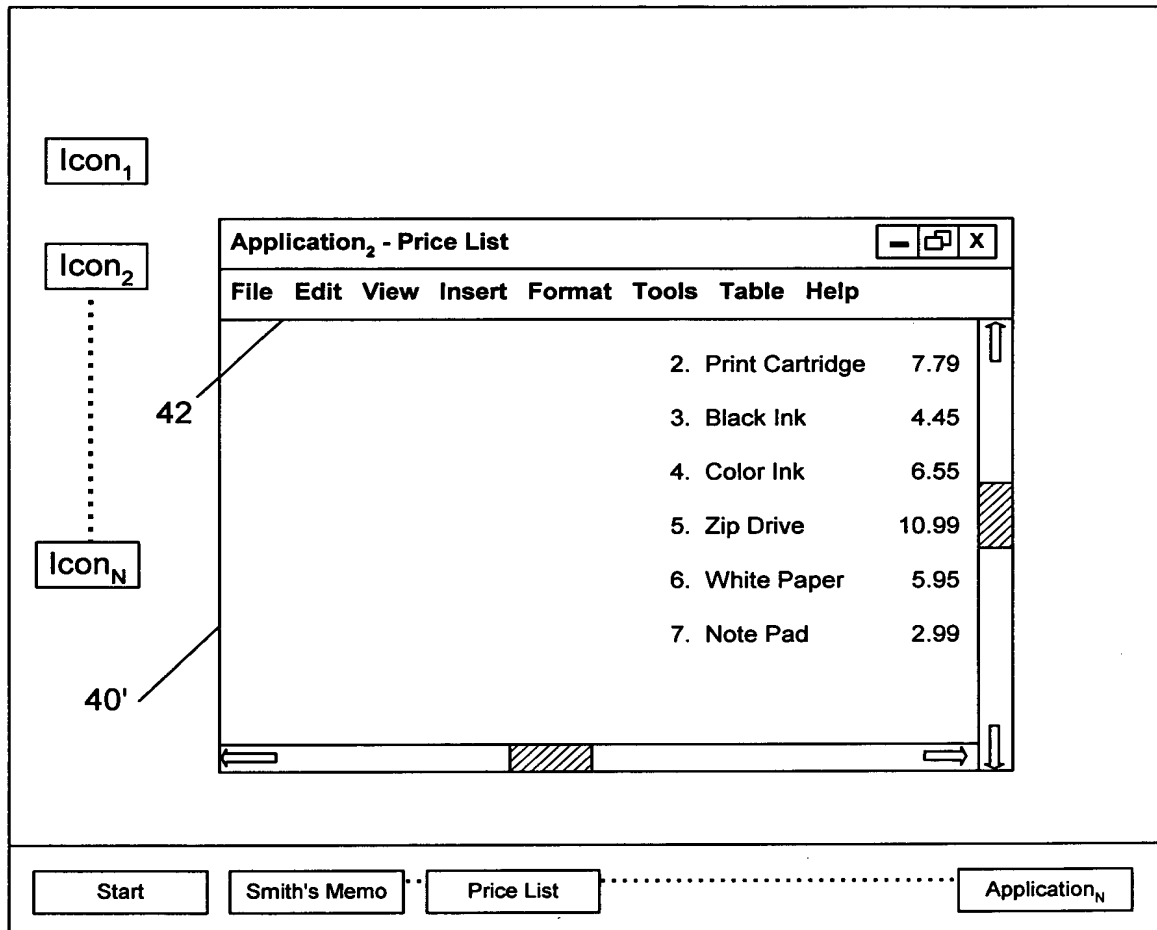 Icon1
Icon2
IconN
Application2 - Price List
X
File Edit View Insert Format Tools Table Help
2. Print Cartridge 7.79
3. Black Ink 4.45
4. Color Ink 6.55
5. Zip Drive 10.99
6. White Paper 5.95
7. Note Pad 2.99
42
40'
Start Smith's Memo Price List ApplicationN